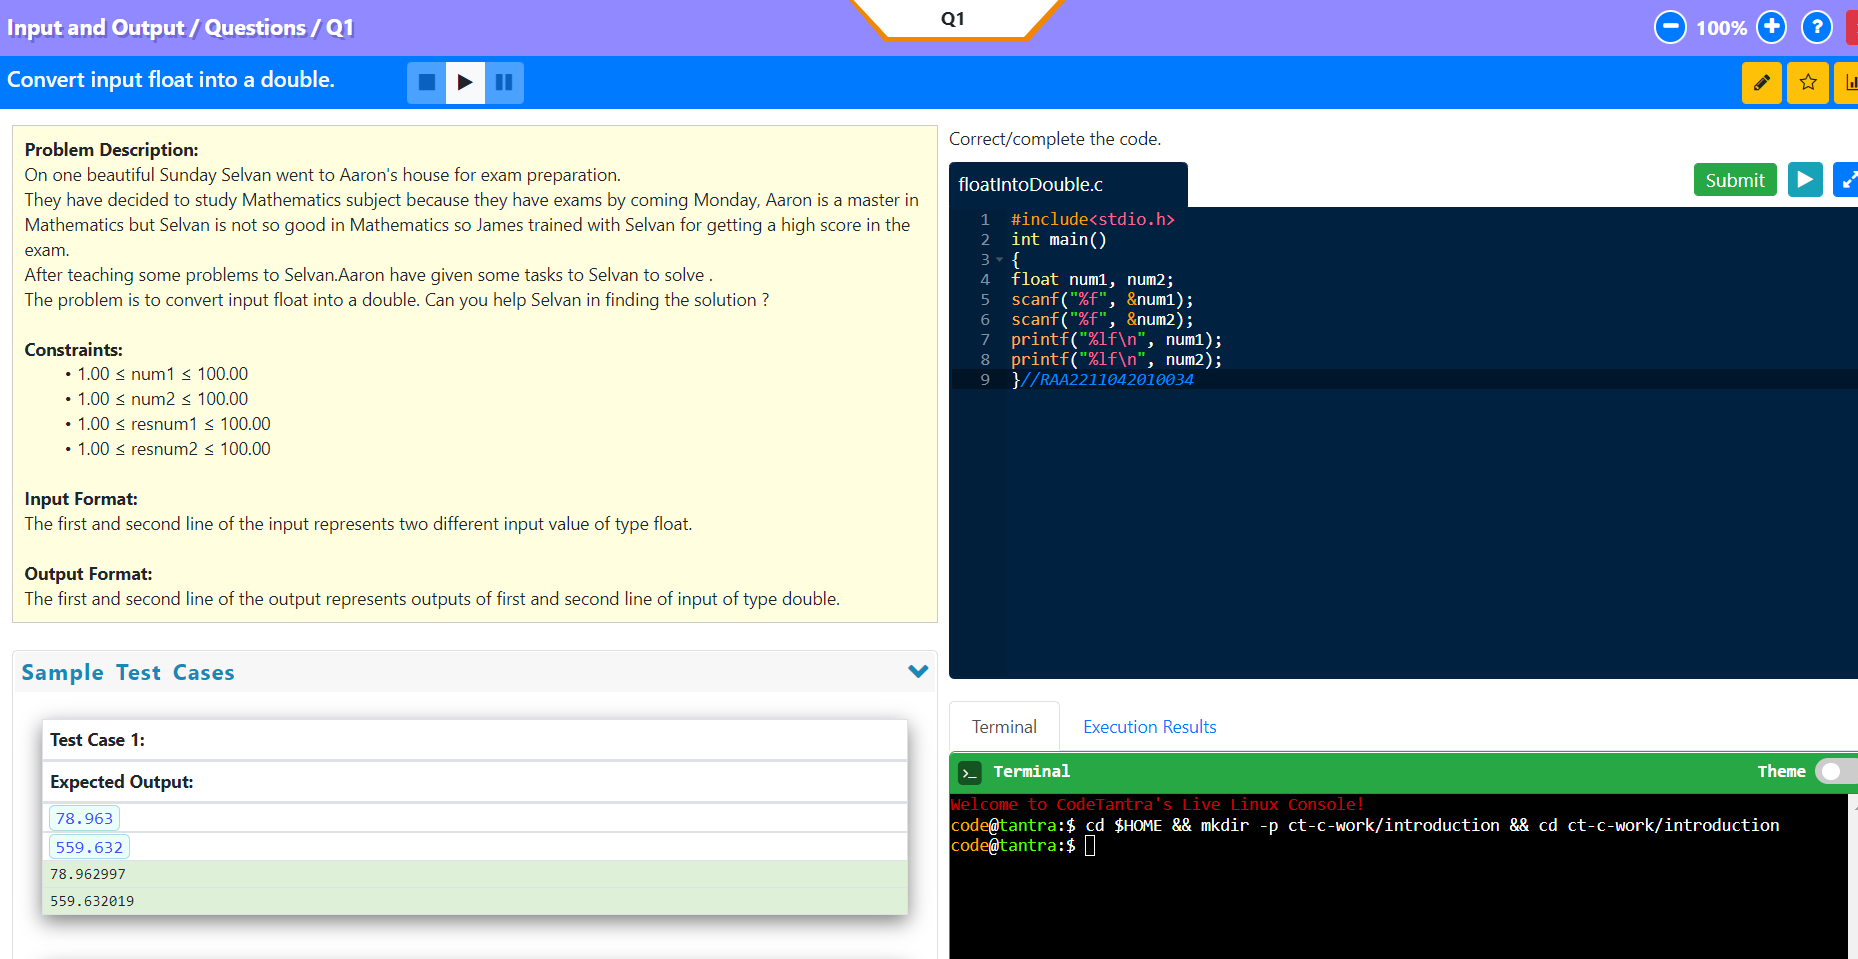 Input and Output / Questions / Q1
Q1
100%
?
Convert input float into a double.
Problem Description:
On one beautiful Sunday Selvan went to Aaron's house for exam preparation.
They have decided to study Mathematics subject because they have exams by coming Monday, Aaron is a master in
Mathematics but Selvan is not so good in Mathematics so James trained with Selvan for getting a high score in the
exam.
After teaching some problems to Selvan.Aaron have given some tasks to Selvan to solve .
The problem is to convert input float into a double. Can you help Selvan in finding the solution ?
Constraints:
• 1.00 ≤ num1 ≤ 100.00
• 1.00 ≤ num2 ≤ 100.00
• 1.00 ≤ resnum1 ≤ 100.00
• 1.00 ≤ resnum2 ≤ 100.00
Input Format:
The first and second line of the input represents two different input value of type float.
Output Format:
The first and second line of the output represents outputs of first and second line of input of type double.
Sample Test Cases
Test Case 1:
Expected Output:
78.963
559.632
78.962997
559.632019
Correct/complete the code.
floatIntoDouble.c
Submit
1 #include<stdio.h>
2 int main()
3 {
4 float num1, num2;
5 scanf("%f", &num1);
6 scanf("%f", &num2);
7 printf("%lf\n", num1);
8 printf("%lf\n", num2);
9 }//RAA2211042010034
Terminal
Execution Results
>_ Terminal
Theme
Welcome to CodeTantra's Live Linux Console!
code@tantra:$ cd $HOME && mkdir -p ct-c-work/introduction && cd ct-c-work/introduction
code@tantra:$